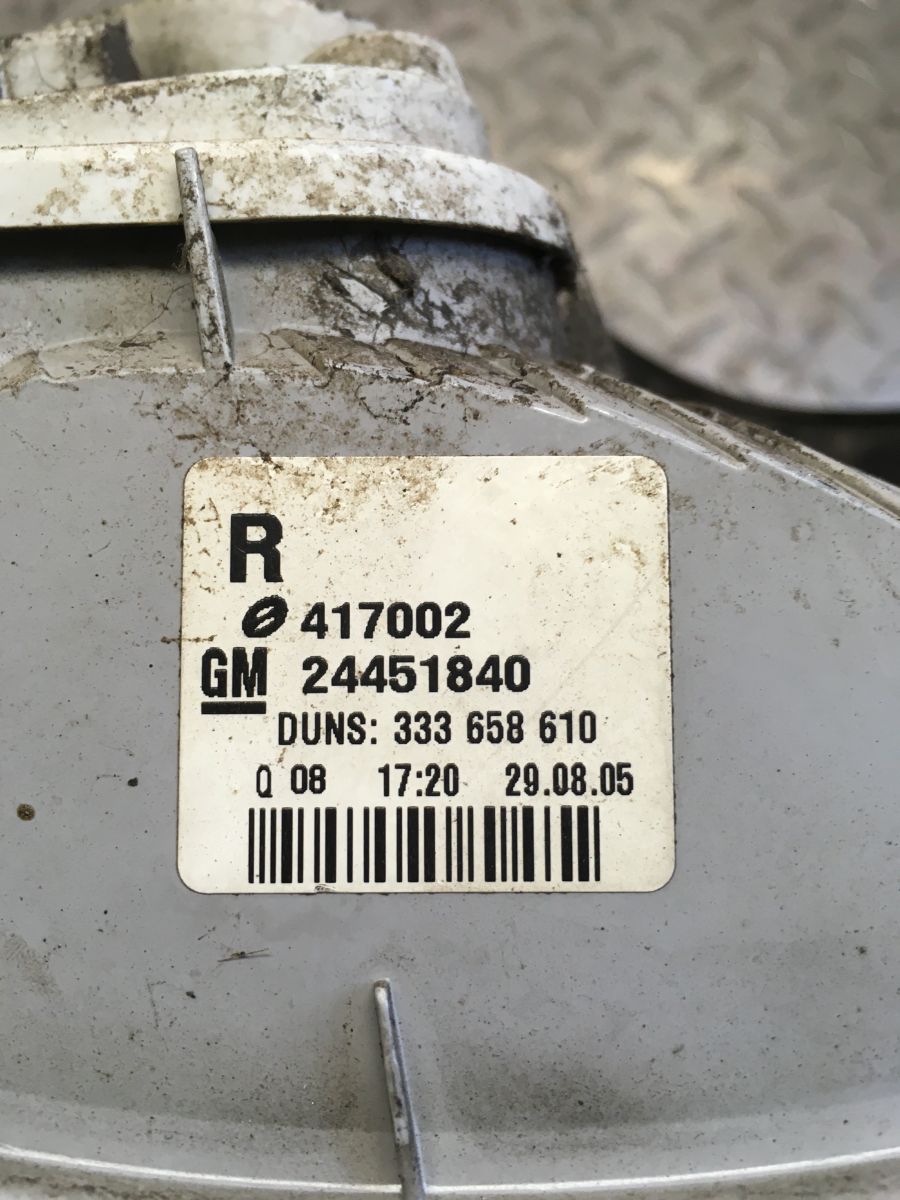 R
417002
GM 24451840
DUNS: 333 658 610
Q 08 17:20 29.08.05